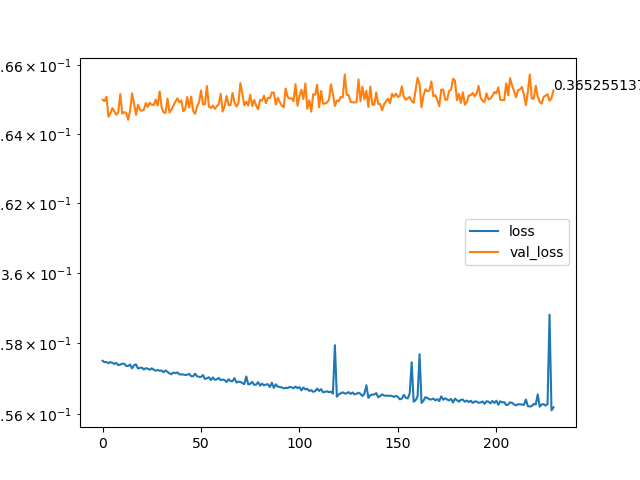 .66 × 10⁻¹
0.365255137
.64 × 10⁻¹
.62 × 10⁻¹
loss
val_loss
3.6 × 10⁻¹
.58 × 10⁻¹
.56 × 10⁻¹
0
50
100
150
200